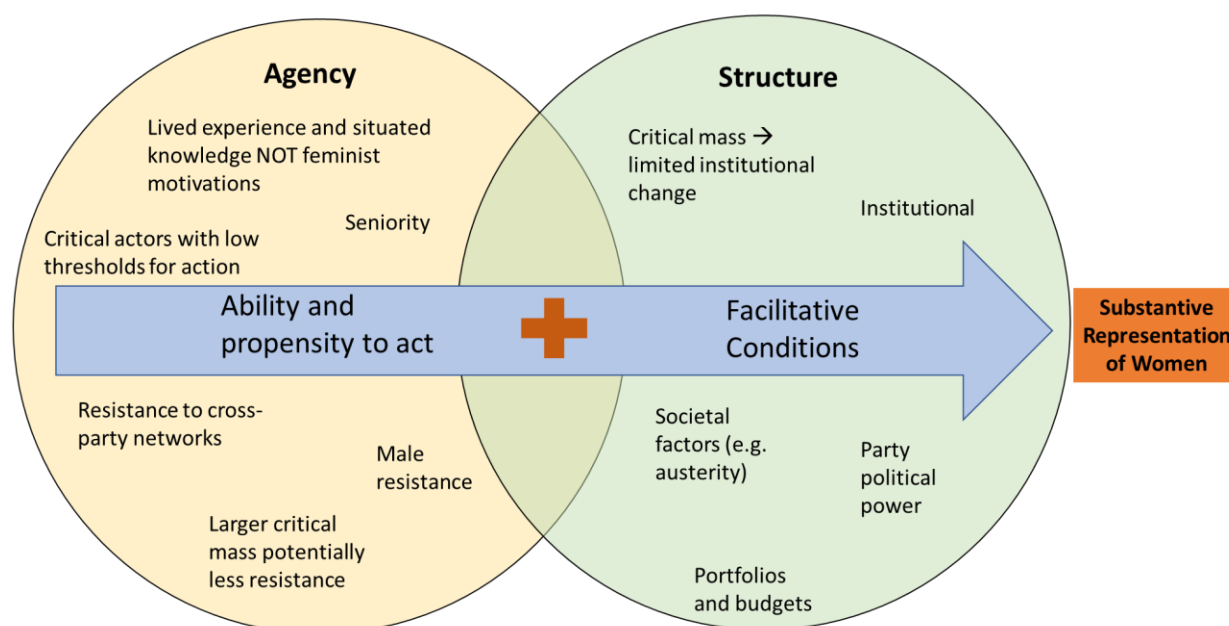 Agency
Lived experience and situated
knowledge NOT feminist
motivations
Seniority
Critical actors with low
thresholds for action
Ability and
propensity to act
Resistance to cross-
party networks
Male
resistance
Larger critical
mass potentially
less resistance
Structure
Critical mass →
limited institutional
change
Institutional
Facilitative
Conditions
Societal
factors (e.g.
austerity)
Party
political
power
Portfolios
and budgets
Substantive
Representation
of Women